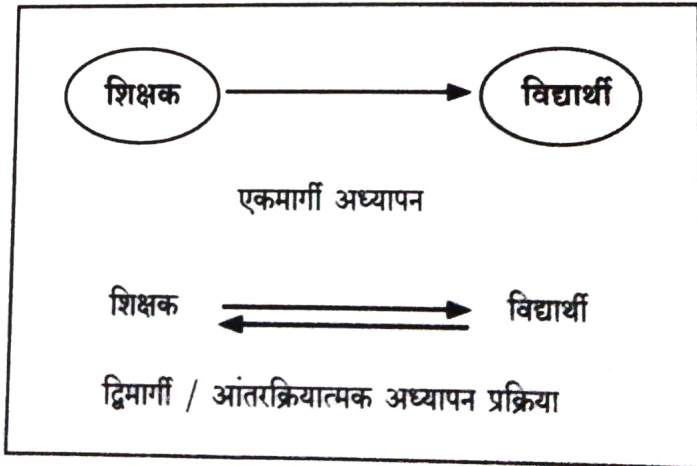 शिक्षक विद्यार्थी
एकमार्गी अध्यापन
शिक्षक विद्यार्थी
द्विमार्गी / आंतरक्रियात्मक अध्यापन प्रक्रिया